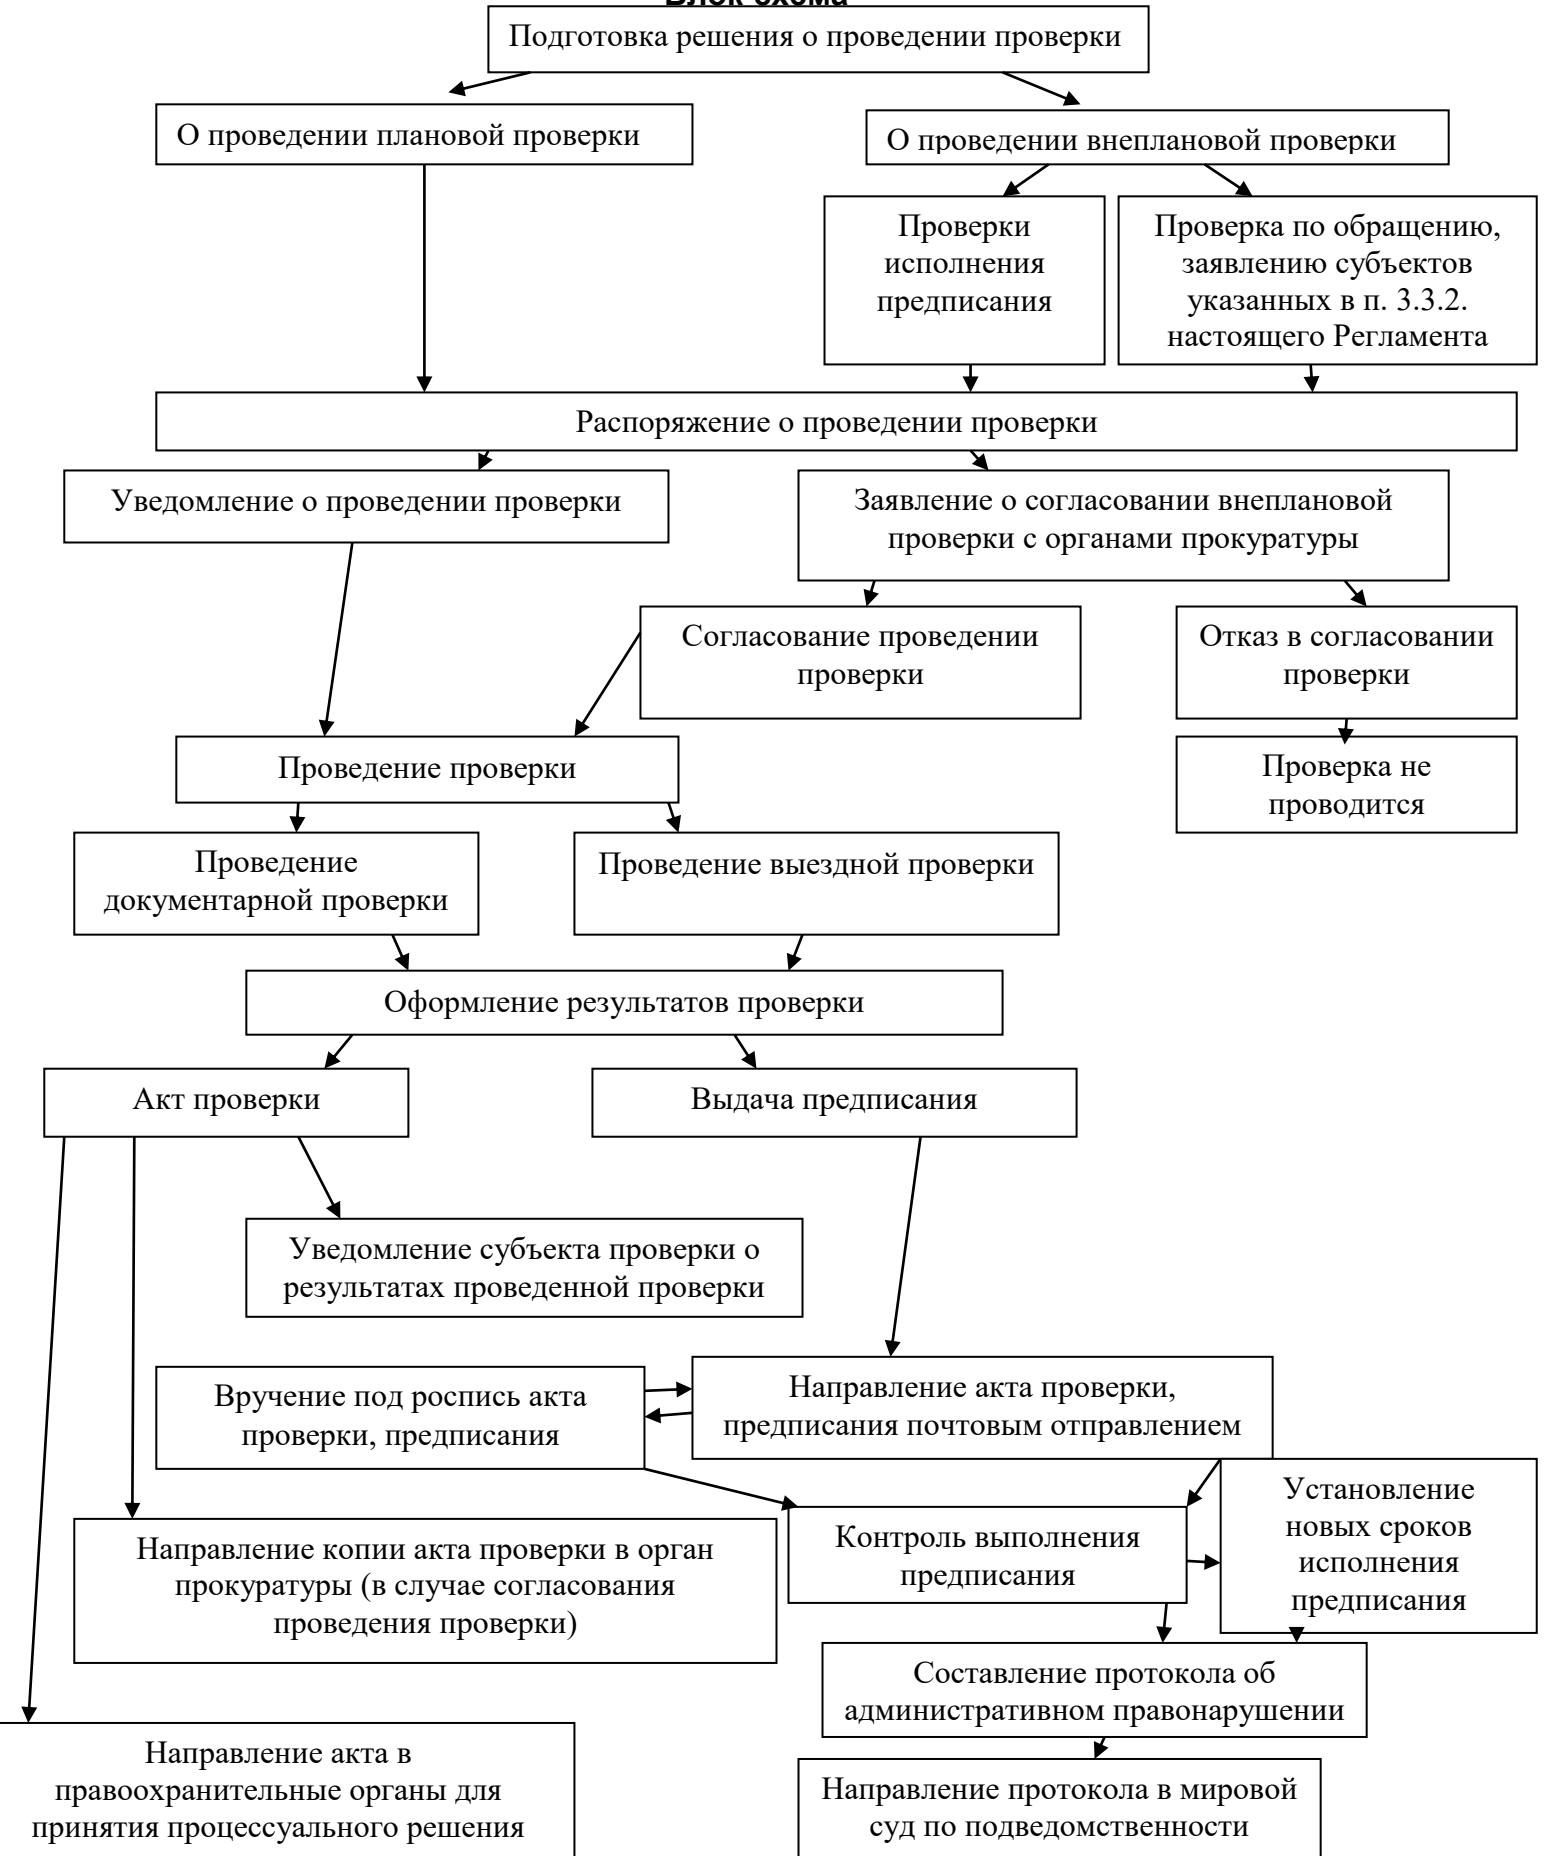 Блок-схема
Подготовка решения о проведении проверки
О проведении плановой проверки
О проведении внеплановой проверки
Проверки
исполнения
предписания
Проверка по обращению,
заявлению субъектов
указанных в п. 3.3.2.
настоящего Регламента
Распоряжение о проведении проверки
Уведомление о проведении проверки
Заявление о согласовании внеплановой
проверки с органами прокуратуры
Согласование проведении
проверки
Отказ в согласовании
проверки
Проведение проверки
Проверка не
проводится
Проведение
документарной проверки
Проведение выездной проверки
Оформление результатов проверки
Акт проверки
Выдача предписания
Уведомление субъекта проверки о
результатах проведенной проверки
Вручение под роспись акта
проверки, предписания
Направление акта проверки,
предписания почтовым отправлением
Установление
новых сроков
исполнения
предписания
Контроль выполнения
предписания
Направление копии акта проверки в орган
прокуратуры (в случае согласования
проведения проверки)
Составление протокола об
административном правонарушении
Направление акта в
правоохранительные органы для
принятия процессуального решения
Направление протокола в мировой
суд по подведомственности